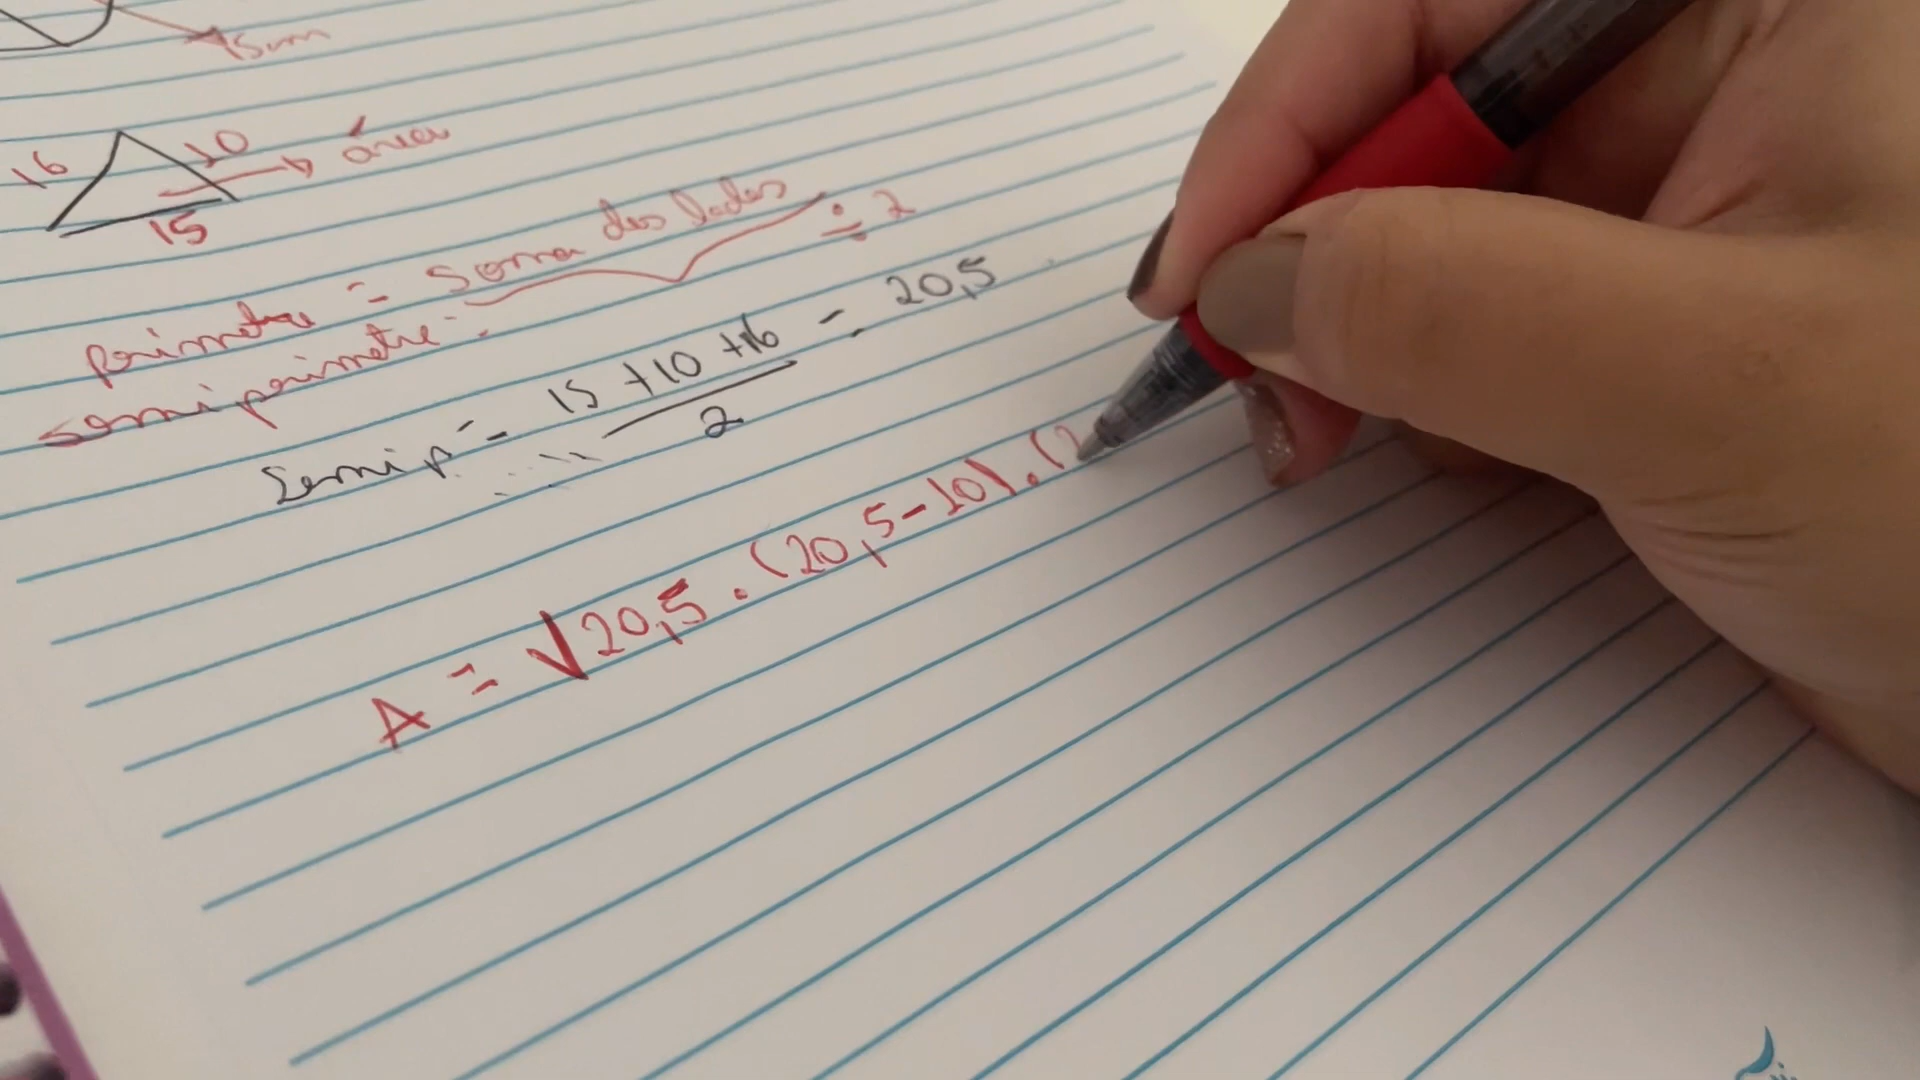 15cm
16
10
área
15
perímetro = soma dos lados
semiperímetro = ÷ 2
Semi p = 15 + 10 + 16 = 20,5
2
A = √20,5 . (20,5 - 10) . (2